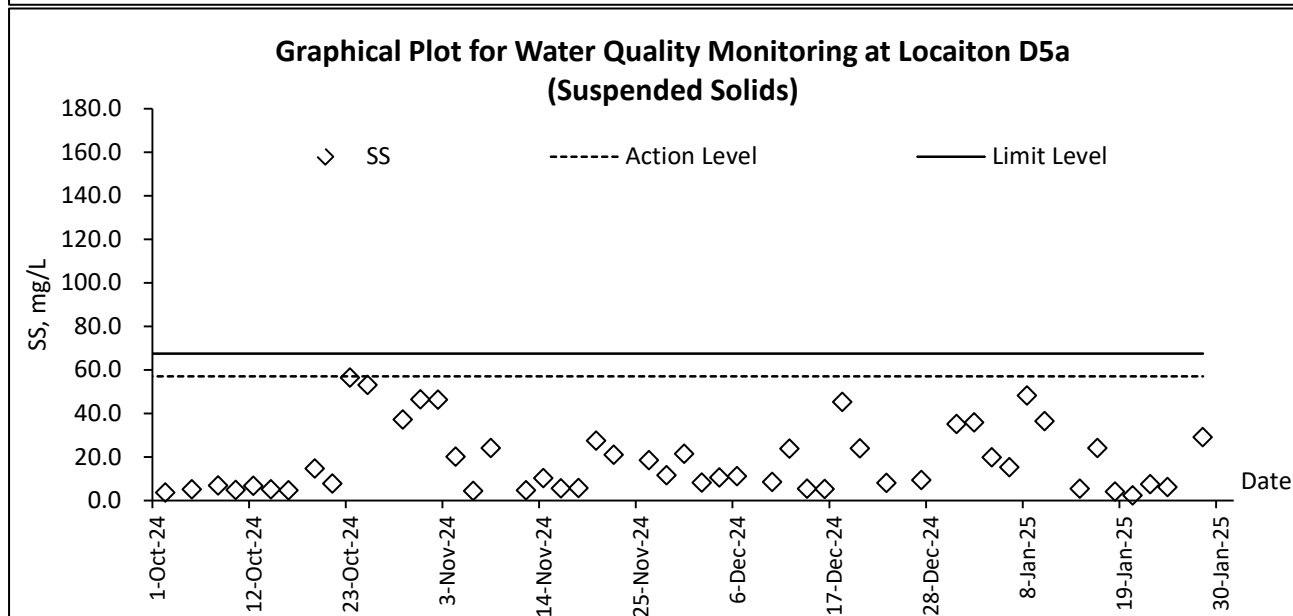 Graphical Plot for Water Quality Monitoring at Locaiton D5a
(Suspended Solids)
180.0
160.0
140.0
120.0
100.0
80.0
60.0
40.0
20.0
0.0
SS, mg/L
SS
Action Level
Limit Level
1-Oct-24
12-Oct-24
23-Oct-24
3-Nov-24
14-Nov-24
25-Nov-24
6-Dec-24
17-Dec-24
28-Dec-24
8-Jan-25
19-Jan-25
30-Jan-25
Date